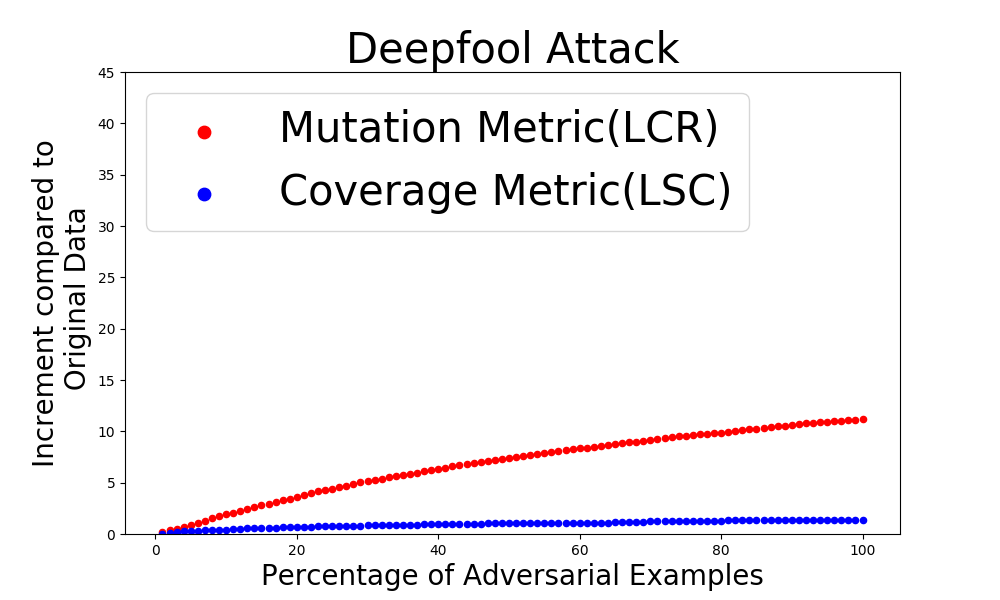 Deepfool Attack
45
40
35
30
25
20
15
10
5
0
Mutation Metric(LCR)
Coverage Metric(LSC)
Increment compared to
Original Data
0 20 40 60 80 100
Percentage of Adversarial Examples